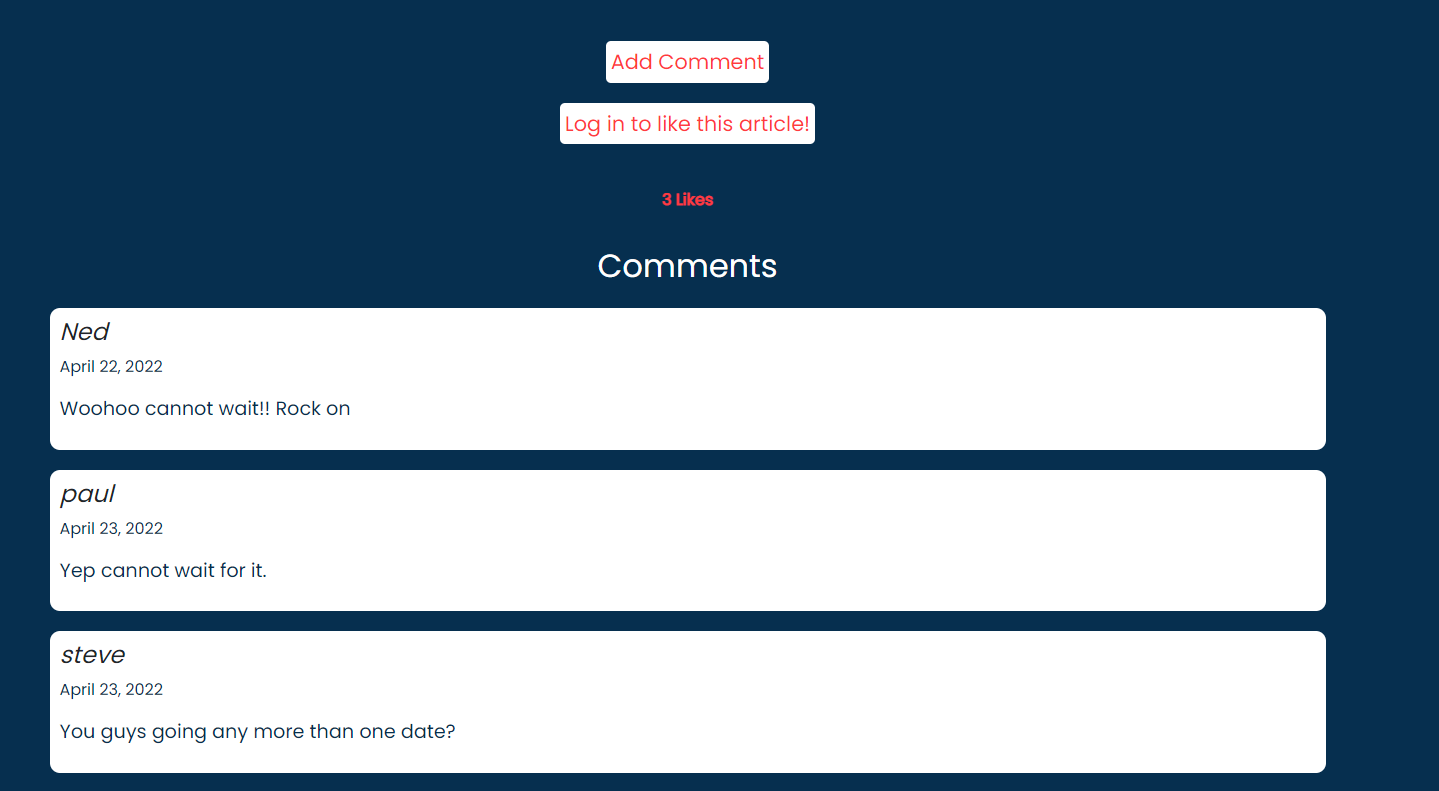 Add Comment
Log in to like this article!
3 Likes
Comments
Ned
April 22, 2022
Woohoo cannot wait!! Rock on
paul
April 23, 2022
Yep cannot wait for it.
steve
April 23, 2022
You guys going any more than one date?